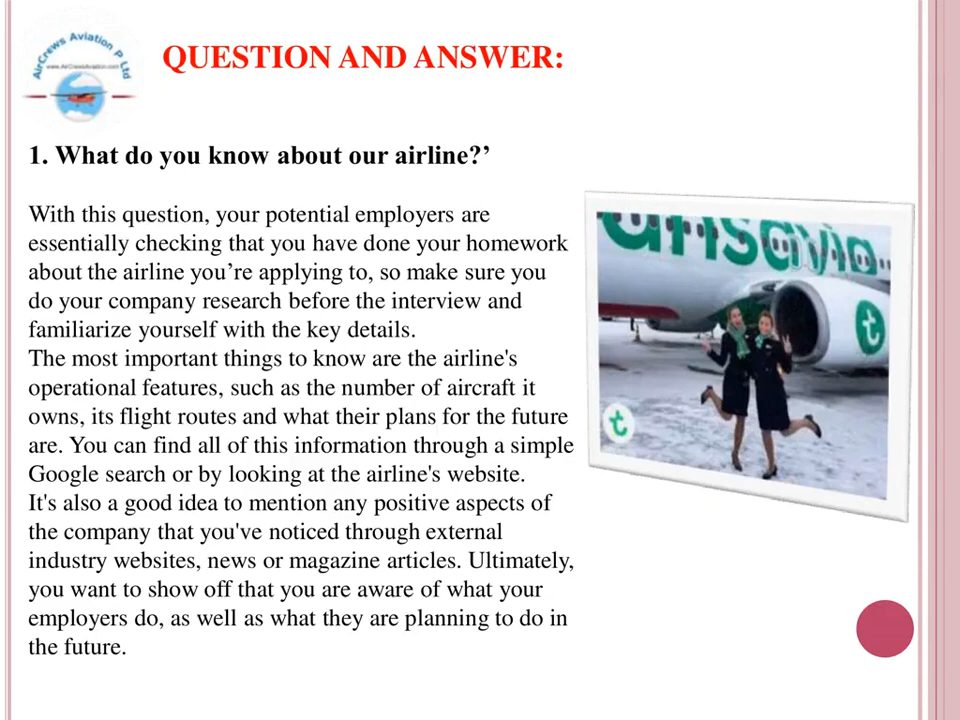 AirCrews Aviation P Ltd
www.AirCrewsAviation.com
QUESTION AND ANSWER:
1. What do you know about our airline?’
With this question, your potential employers are
essentially checking that you have done your homework
about the airline you’re applying to, so make sure you
do your company research before the interview and
familiarize yourself with the key details.
The most important things to know are the airline's
operational features, such as the number of aircraft it
owns, its flight routes and what their plans for the future
are. You can find all of this information through a simple
Google search or by looking at the airline's website.
It's also a good idea to mention any positive aspects of
the company that you've noticed through external
industry websites, news or magazine articles. Ultimately,
you want to show off that you are aware of what your
employers do, as well as what they are planning to do in
the future.
ansavia
t
t